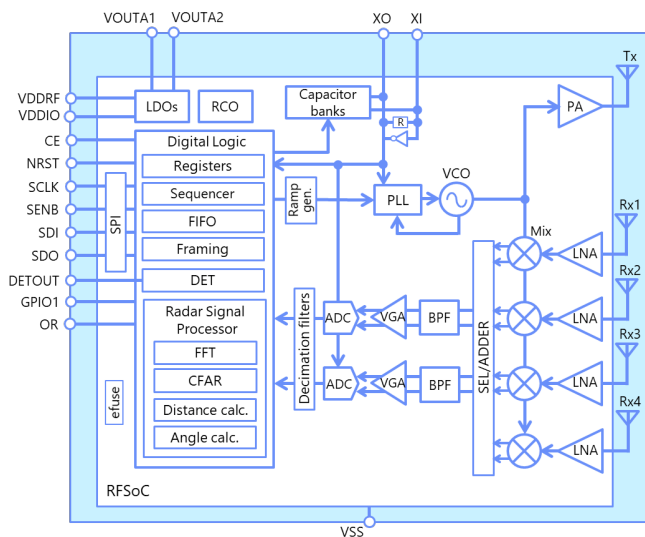 VOUTA1
VOUTA2
XO
XI
Tx
VDDRF
VDDIO
LDOs
RCO
Capacitor
banks
R
PA
CE
NRST
SCLK
SENB
SDI
SDO
DETOUT
GPIO1
OR
SPI
efuse
Digital Logic
Registers
Sequencer
FIFO
Framing
DET
Radar Signal
Processor
FFT
CFAR
Distance calc.
Angle calc.
Ramp
gen.
PLL
VCO
Mix
LNA
Rx1
Decimation filters
ADC
VGA
BPF
SEL/ADDER
LNA
Rx2
ADC
VGA
BPF
LNA
Rx3
LNA
Rx4
RFSoC
VSS